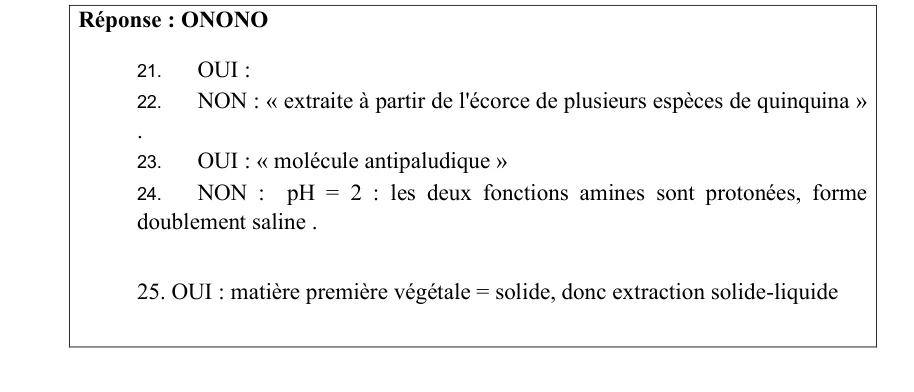 Réponse : ONONO
21. OUI :
22. NON : « extraite à partir de l'écorce de plusieurs espèces de quinquina »
.
23. OUI : « molécule antipaludique »
24. NON : pH = 2 : les deux fonctions amines sont protonées, forme
doublement saline .
25. OUI : matière première végétale = solide, donc extraction solide-liquide